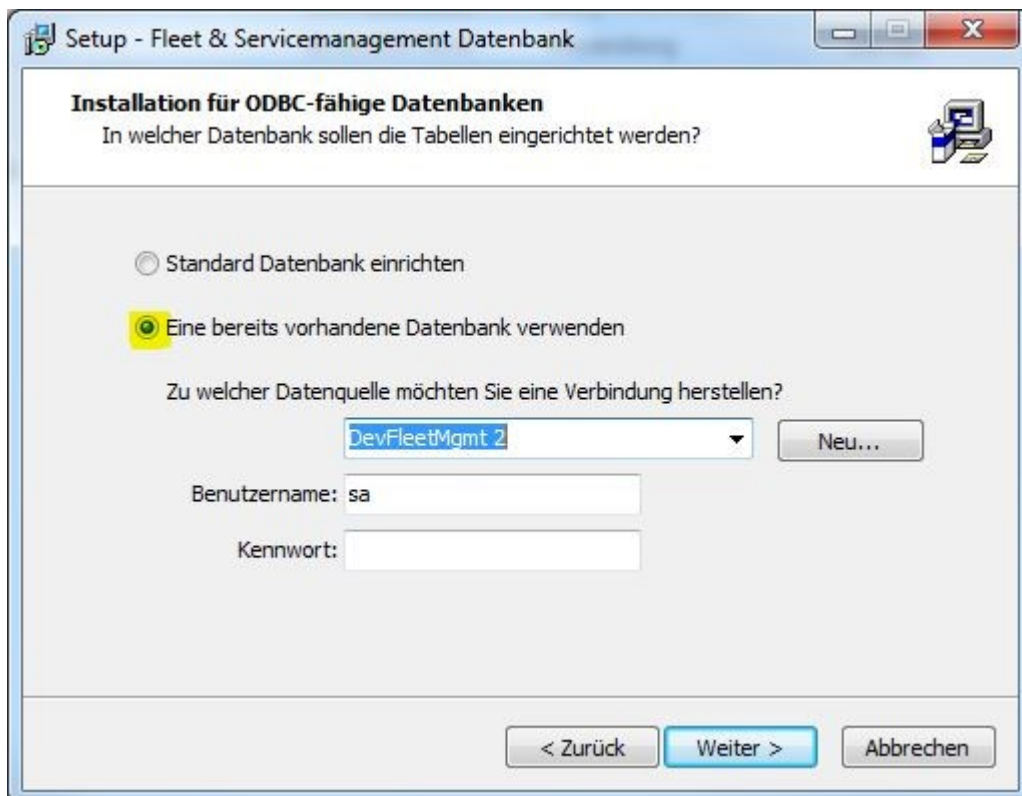 Setup - Fleet & Servicemanagement Datenbank
Installation für ODBC-fähige Datenbanken
In welcher Datenbank sollen die Tabellen eingerichtet werden?
Standard Datenbank einrichten
Eine bereits vorhandene Datenbank verwenden
Zu welcher Datenquelle möchten Sie eine Verbindung herstellen?
DevFleetMgmt 2
Neu...
Benutzername: sa
Kennwort:
< Zurück Weiter > Abbrechen